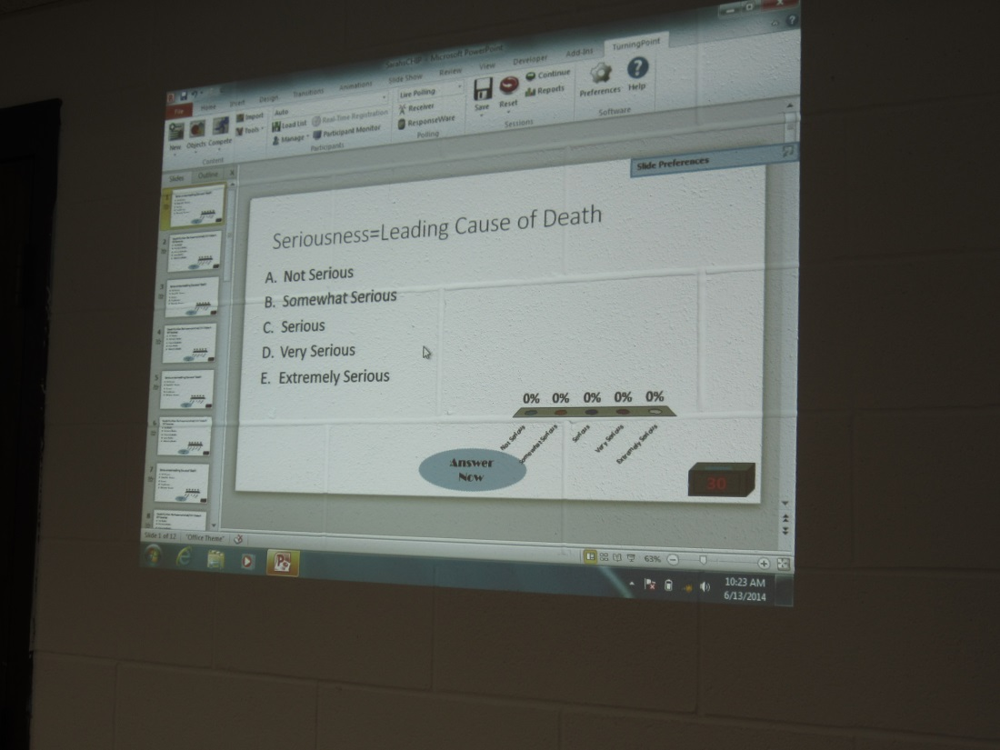 Microsoft PowerPoint
File Home Insert Design Transitions Animations Slide Show Review View Developer Add-Ins TurningPoint
New Objects Compete Import Tools
Content
Auto
Load List Real-Time Registration
Manage Participant Monitor
Participants
Live Polling
Receiver
ResponseWare
Polling
Save Reset Continue
Reports
Sessions
Preferences Help
Software
Slides Outline
Slide Preferences
Seriousness=Leading Cause of Death
A. Not Serious
B. Somewhat Serious
C. Serious
D. Very Serious
E. Extremely Serious
0% 0% 0% 0% 0%
Not Serious Somewhat Serious Serious Very Serious Extremely Serious
Answer
Now
30
Slide 1 of 12 "Office Theme"
63%
10:23 AM
6/13/2014